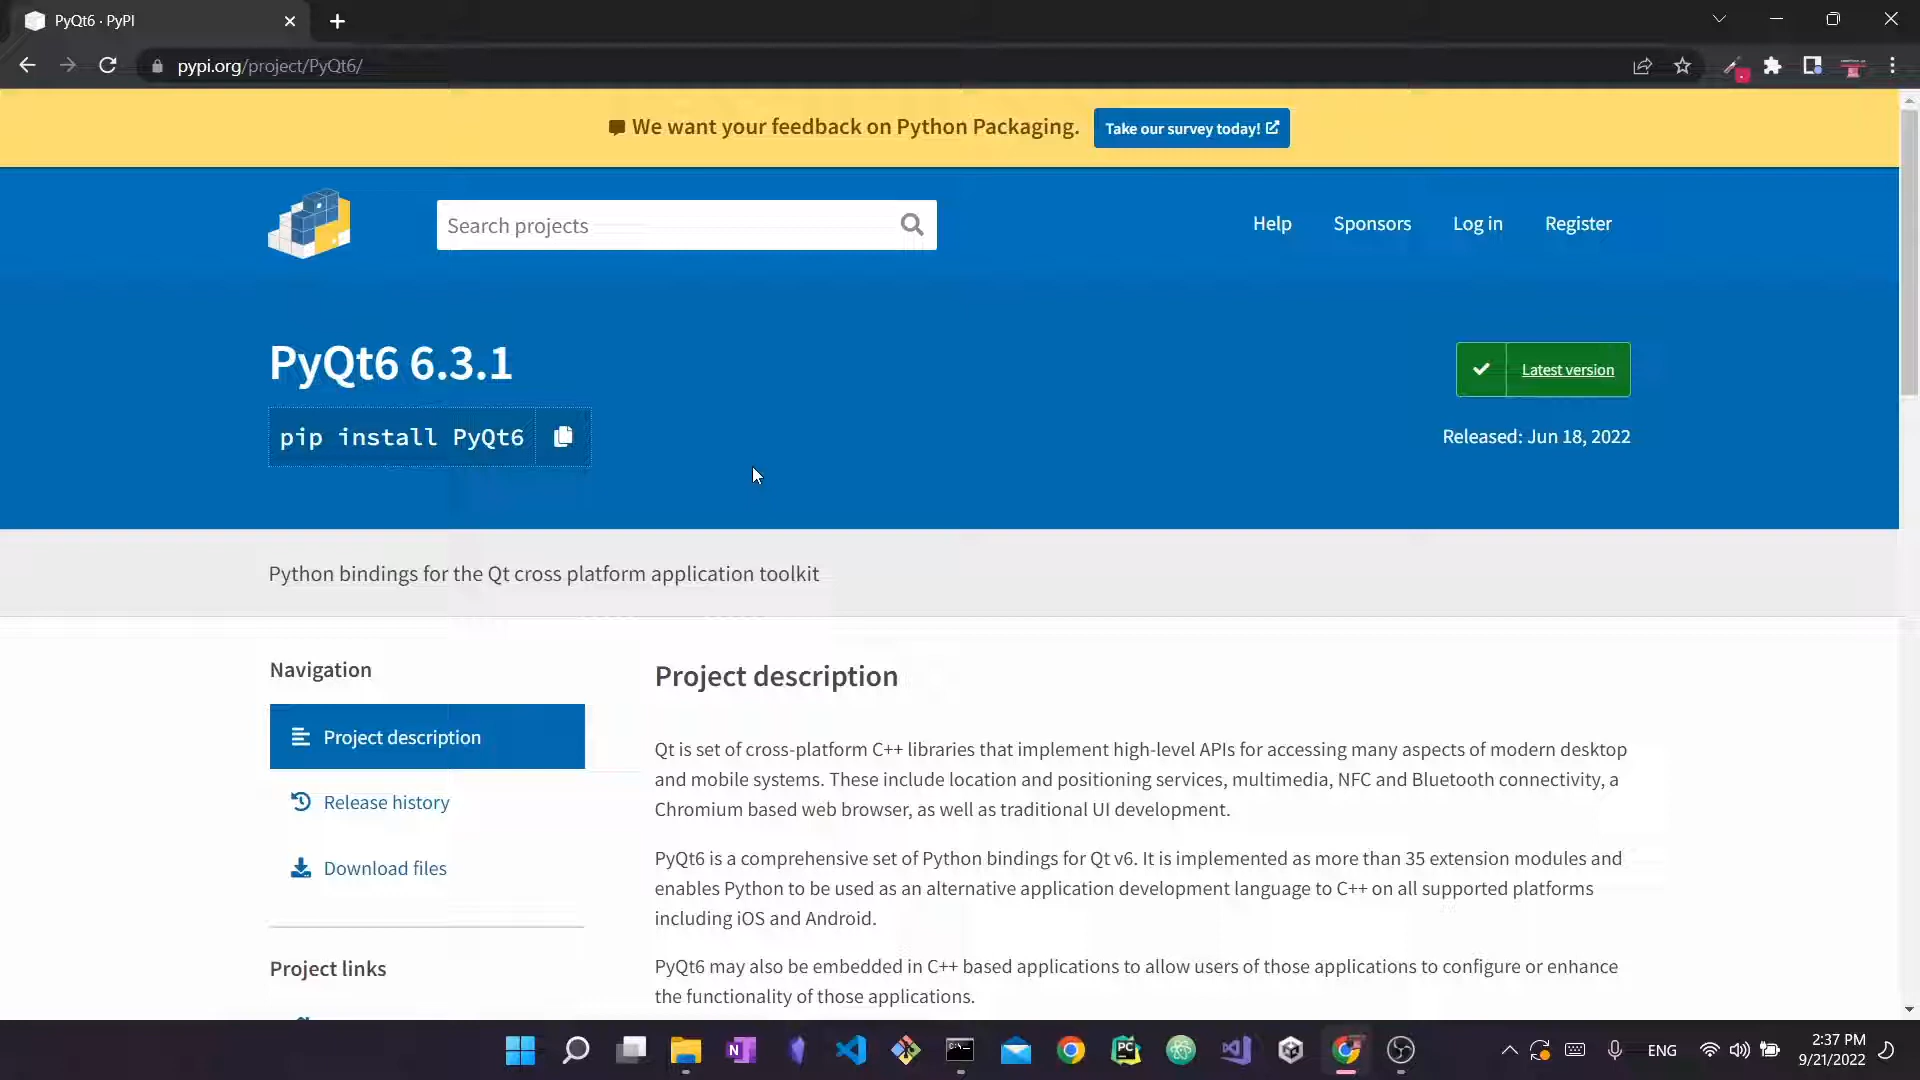 PyQt6 · PyPI
pypi.org/project/PyQt6/
We want your feedback on Python Packaging.
Take our survey today!
Search projects
Help
Sponsors
Log in
Register
PyQt6 6.3.1
Latest version
pip install PyQt6
Released: Jun 18, 2022
Python bindings for the Qt cross platform application toolkit
Navigation
Project description
Release history
Download files
Project links
Project description
Qt is set of cross-platform C++ libraries that implement high-level APIs for accessing many aspects of modern desktop
and mobile systems. These include location and positioning services, multimedia, NFC and Bluetooth connectivity, a
Chromium based web browser, as well as traditional UI development.
PyQt6 is a comprehensive set of Python bindings for Qt v6. It is implemented as more than 35 extension modules and
enables Python to be used as an alternative application development language to C++ on all supported platforms
including iOS and Android.
PyQt6 may also be embedded in C++ based applications to allow users of those applications to configure or enhance
the functionality of those applications.
ENG
2:37 PM
9/21/2022